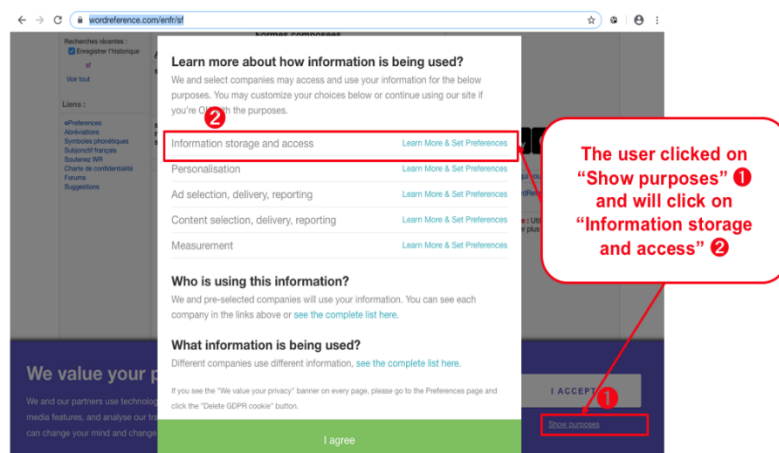 wordreference.com/enfr/sf
Formes composées
Recherches récentes :
Enregistrer l'historique
sf
Voir tout
Liens :
ePreferences
Abréviations
Symboles phonétiques
Subjonctif français
Soutenez WR
Charte de confidentialité
Forums
Suggestions
Learn more about how information is being used?
We and select companies may access and use your information for the below
purposes. You may customize your choices below or continue using our site if
you're OK with the purposes.
2
Information storage and access Learn More & Set Preferences
Personalisation Learn More & Set Preferences
Ad selection, delivery, reporting Learn More & Set Preferences
Content selection, delivery, reporting Learn More & Set Preferences
Measurement Learn More & Set Preferences
Who is using this information?
We and pre-selected companies will use your information. You can see each
company in the links above or see the complete list here.
What information is being used?
Different companies use different information, see the complete list here.
If you see the "We value your privacy" banner on every page, please go to the Preferences page and
click the "Delete GDPR cookie" button.
I agree
The user clicked on
“Show purposes” 1
and will click on
“Information storage
and access” 2
We value your p
We and our partners use technolog
media features, and analyse our tra
can change your mind and change
I ACCEPT
1
Show purposes